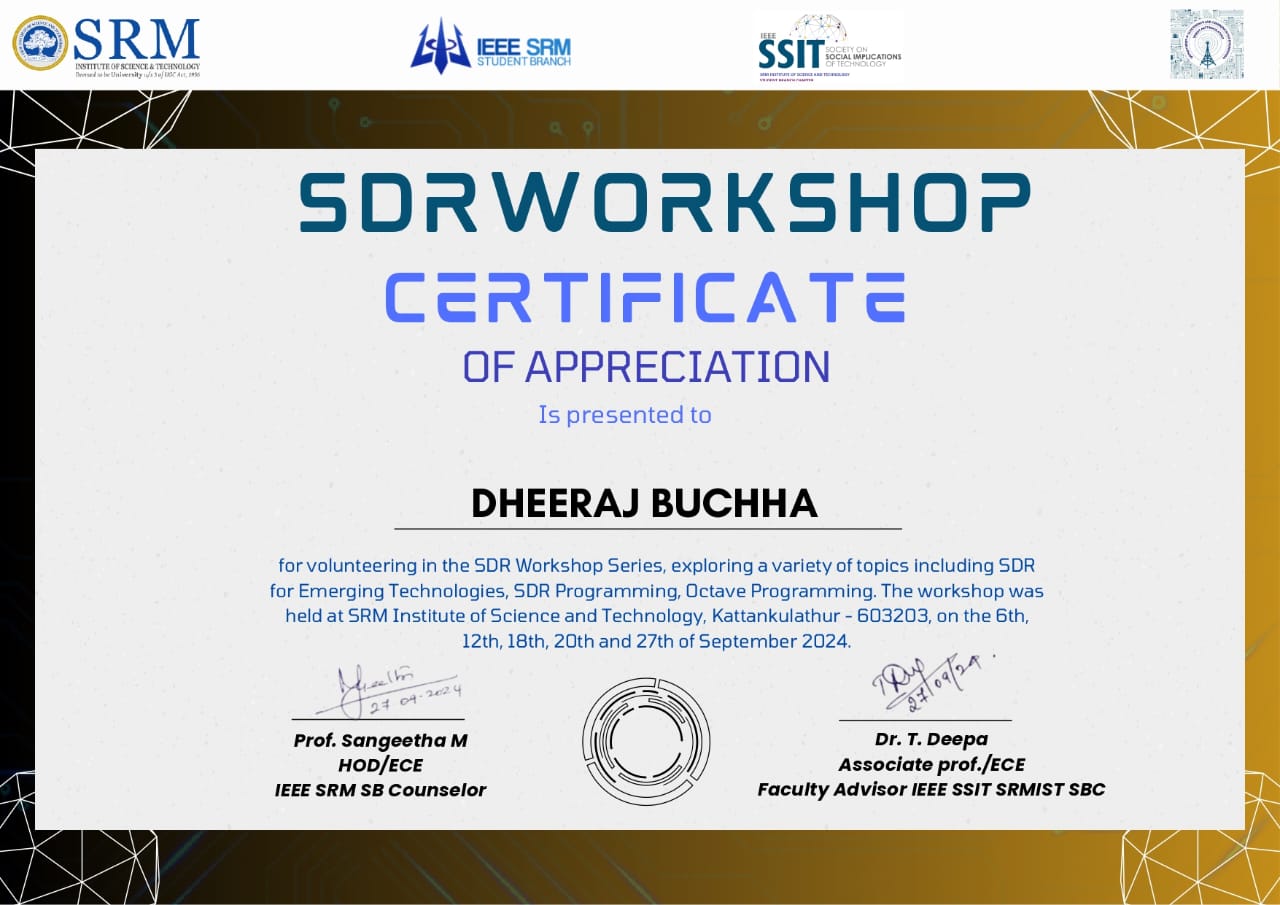 SRM
INSTITUTE OF SCIENCE & TECHNOLOGY
Deemed to be University u/s 3 of UGC Act, 1956
IEEE SRM
STUDENT BRANCH
IEEE
SSIT
SOCIETY ON
SOCIAL IMPLICATIONS
OF TECHNOLOGY
SRM INSTITUTE OF SCIENCE AND TECHNOLOGY
STUDENT BRANCH CHAPTER
SDRWORKSHOP
CERTIFICATE
OF APPRECIATION
Is presented to
DHEERAJ BUCHHA
for volunteering in the SDR Workshop Series, exploring a variety of topics including SDR
for Emerging Technologies, SDR Programming, Octave Programming. The workshop was
held at SRM Institute of Science and Technology, Kattankulathur - 603203, on the 6th,
12th, 18th, 20th and 27th of September 2024.
27-09-2024
27/09/24
Prof. Sangeetha M
HOD/ECE
IEEE SRM SB Counselor
Dr. T. Deepa
Associate prof./ECE
Faculty Advisor IEEE SSIT SRMIST SBC